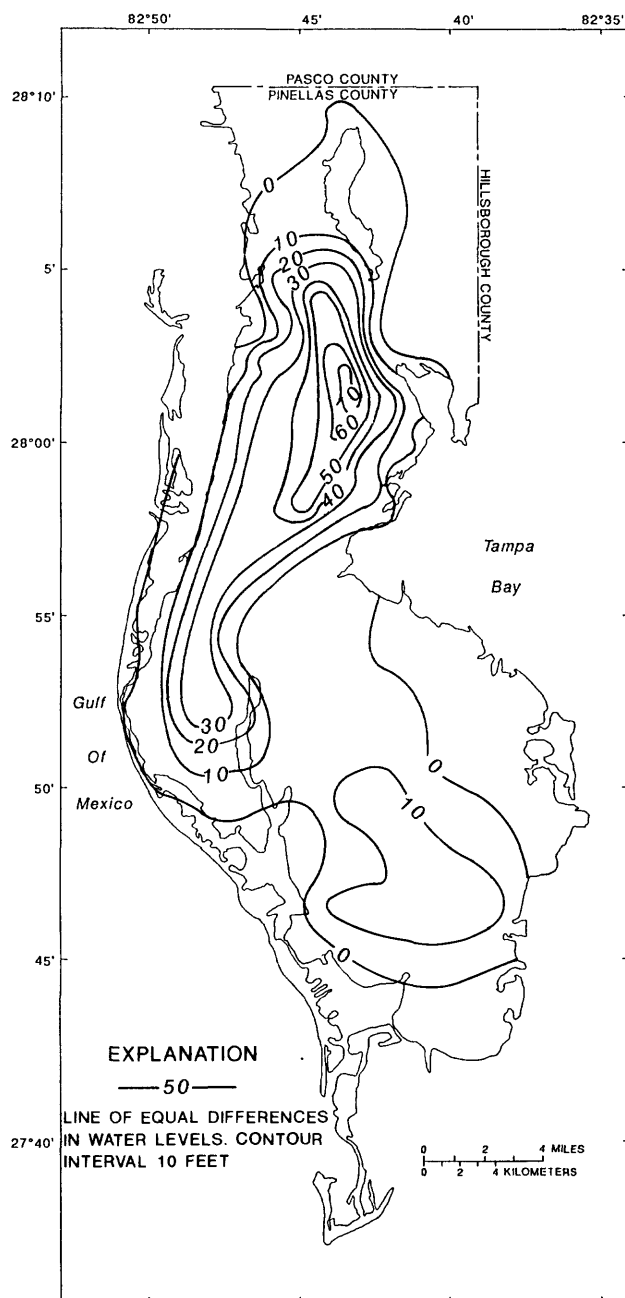 82°50' 45' 40' 82°35'
28°10'
PASCO COUNTY
PINELLAS COUNTY
HILLSBOROUGH COUNTY
0
10
20
30
5'
70
60
28°00'
50
40
Tampa
Bay
55'
Gulf
Of
Mexico
30
20
10
0
10
50'
0
45'
EXPLANATION
50
LINE OF EQUAL DIFFERENCES
IN WATER LEVELS. CONTOUR
INTERVAL 10 FEET
27°40'
0 2 4 MILES
0 2 4 KILOMETERS